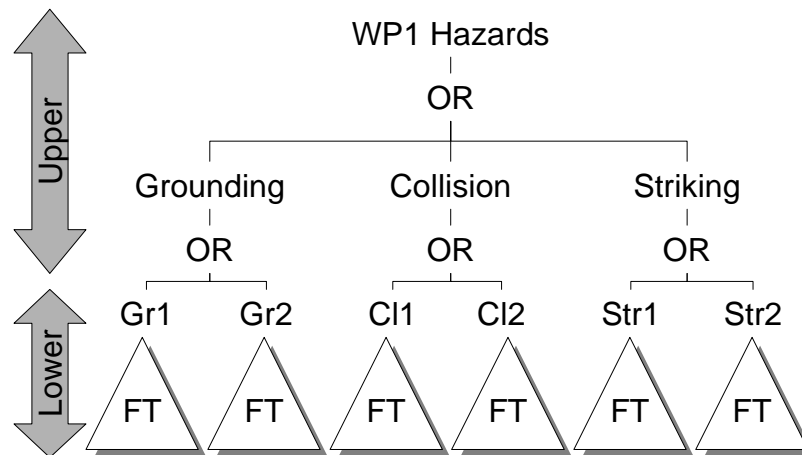 WP1 Hazards
OR
Upper
Grounding Collision Striking
OR OR OR
Gr1 Gr2 Cl1 Cl2 Str1 Str2
Lower
FT FT FT FT FT FT